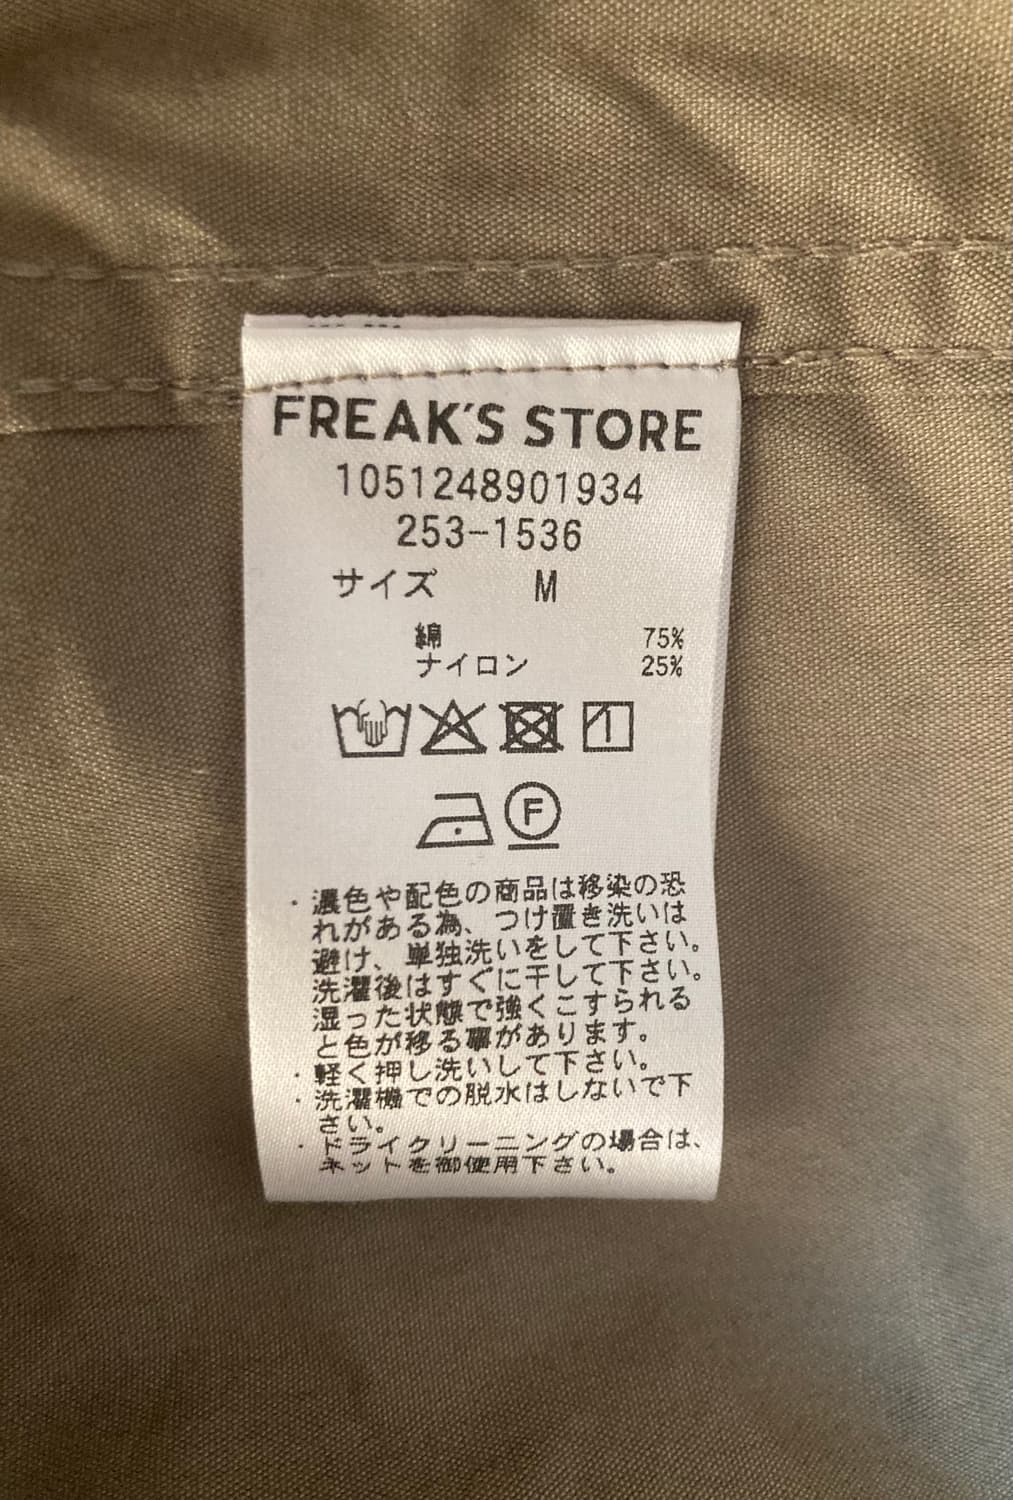 FREAK'S STORE
1051248901934
253-1536
サイズ M
綿 75%
ナイロン 25%
F
・濃色や配色の商品は移染の恐
れがある為、つけ置き洗いは
避け、単独洗いをして下さい。
洗濯後はすぐに干して下さい。
湿った状態で強くこすられる
と色が移る事があります。
・軽く押し洗いして下さい。
・洗濯機での脱水はしないで下
さい。
・ドライクリーニングの場合は、
ネットを御使用下さい。